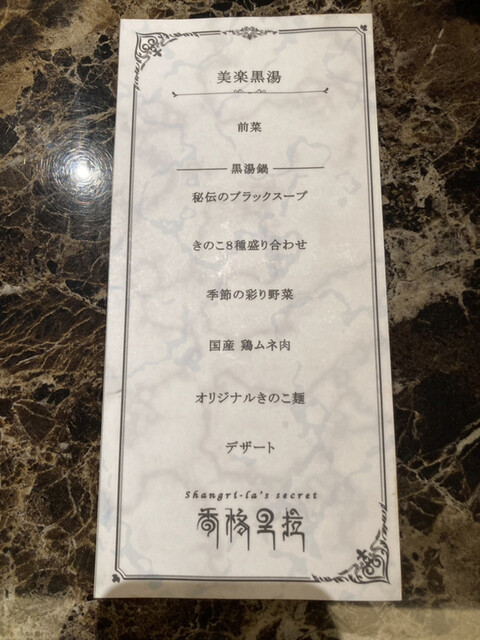 美楽黒湯
前菜
黒湯鍋
秘伝のブラックスープ
きのこ8種盛り合わせ
季節の彩り野菜
国産 鶏ムネ肉
オリジナルきのこ麺
デザート
Shangri-la's secret
香格里拉